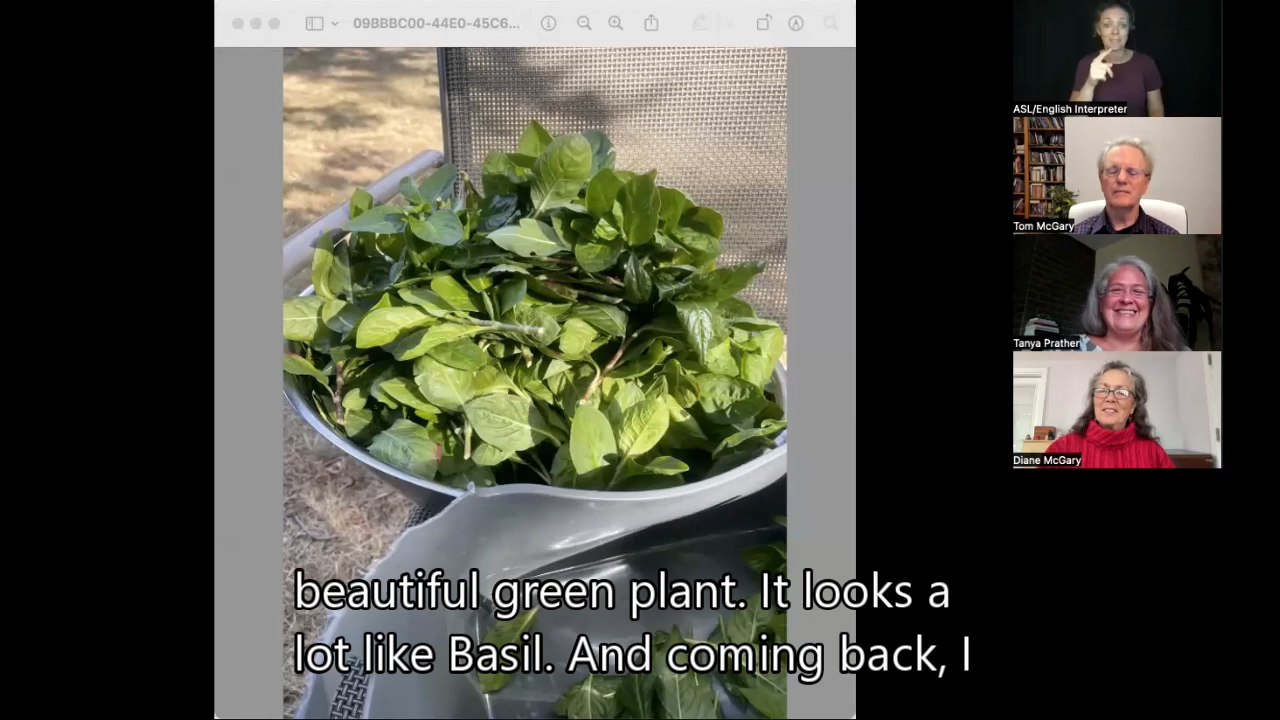 09BBBC00-44E0-45C6...
ASL/English Interpreter
Tom McGary
Tanya Prather
Diane McGary
beautiful green plant. It looks a
lot like Basil. And coming back, I